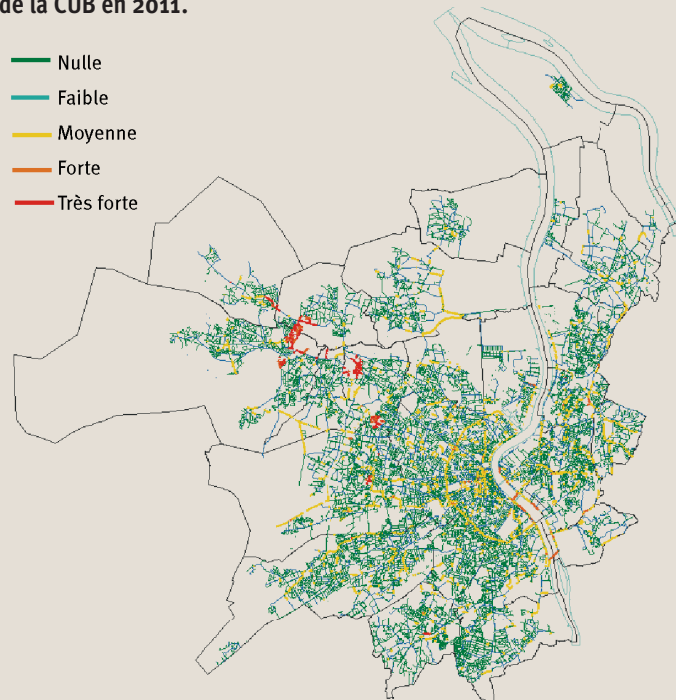 de la CUB en 2011.
Nulle
Faible
Moyenne
Forte
Très forte